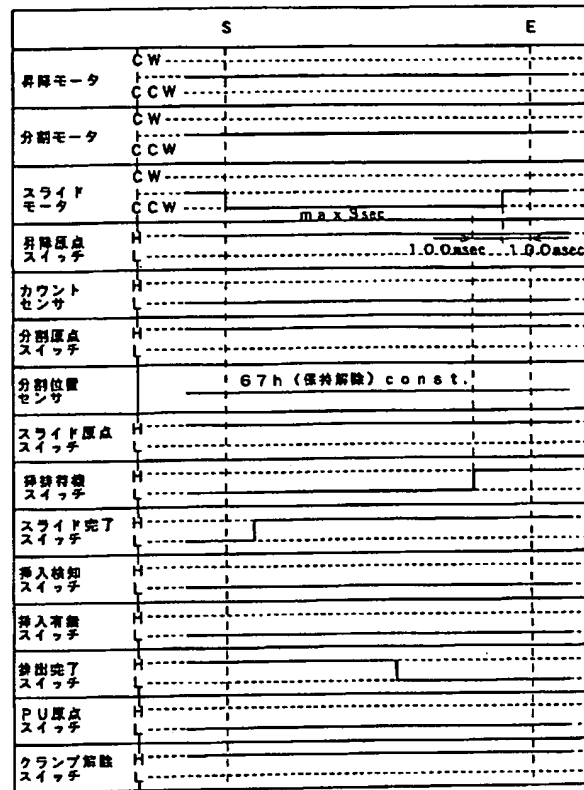 S E
昇降モータ
CW
CCW
分割モータ
CW
CCW
スライド
モータ
CW
CCW
max 3sec
昇降原点
スイッチ
H
L
100msec 100msec
カウント
センサ
H
L
分割原点
スイッチ
H
L
分割位置
センサ
67h (保持解除) const.
スライド原点
スイッチ
H
L
挿排待機
スイッチ
H
L
スライド完了
スイッチ
H
L
挿入検知
スイッチ
H
L
挿入有無
スイッチ
H
L
排出完了
スイッチ
H
L
PU原点
スイッチ
H
L
クランプ解除
スイッチ
H
L